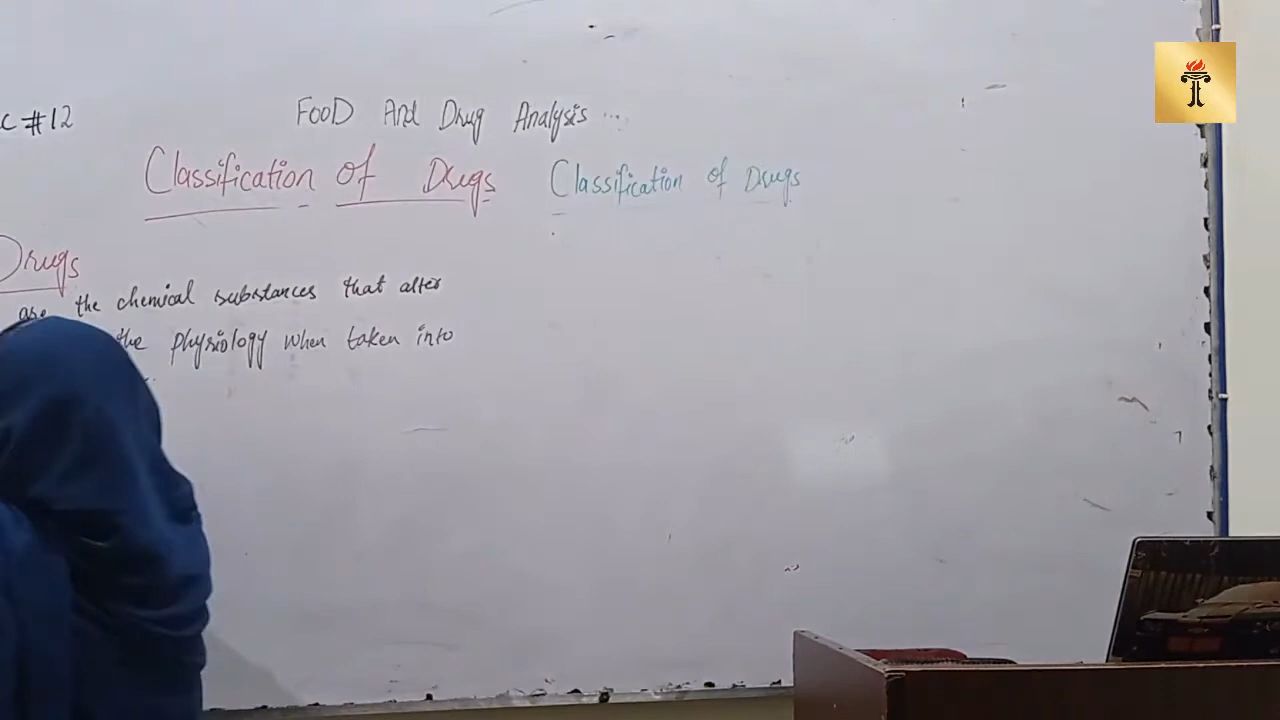 c #12
FooD And Drug Analysis ...
Classification of Drugs
Classification of Drugs
Drugs
are the chemical substances that alter
the physiology when taken into